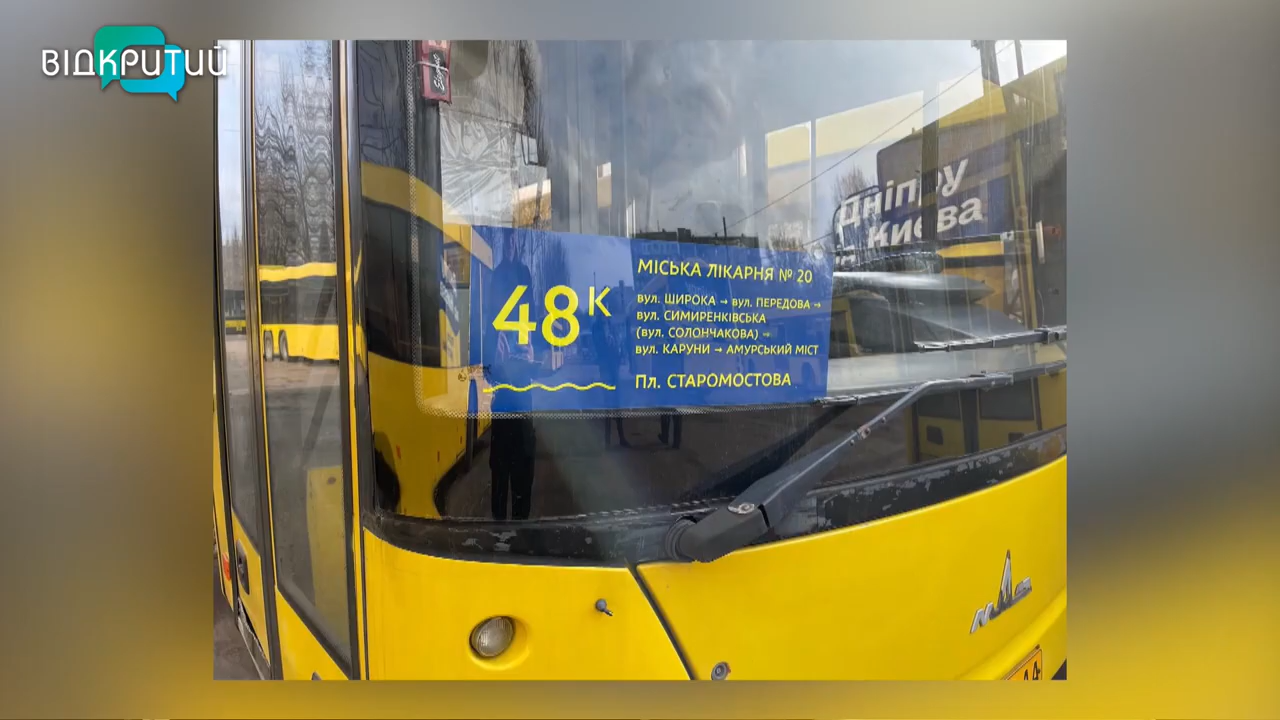 ВІДКРИТИЙ
Дніпру
Києва
48К
МІСЬКА ЛІКАРНЯ № 20
вул. ШИРОКА → вул. ПЕРЕДОВА →
вул. СИМИРЕНКІВСЬКА
(вул. СОЛОНЧАКОВА) →
вул. КАРУНИ → АМУРСЬКИЙ МІСТ
Пл. СТАРОМОСТОВА